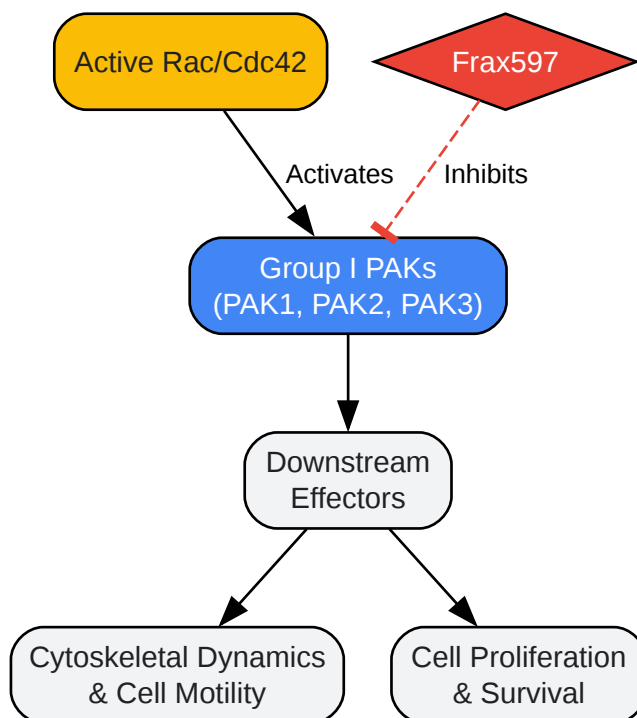 Active Rac/Cdc42
Frax597
Activates
Inhibits
Group I PAKs
(PAK1, PAK2, PAK3)
Downstream
Effectors
Cytoskeletal Dynamics
& Cell Motility
Cell Proliferation
& Survival